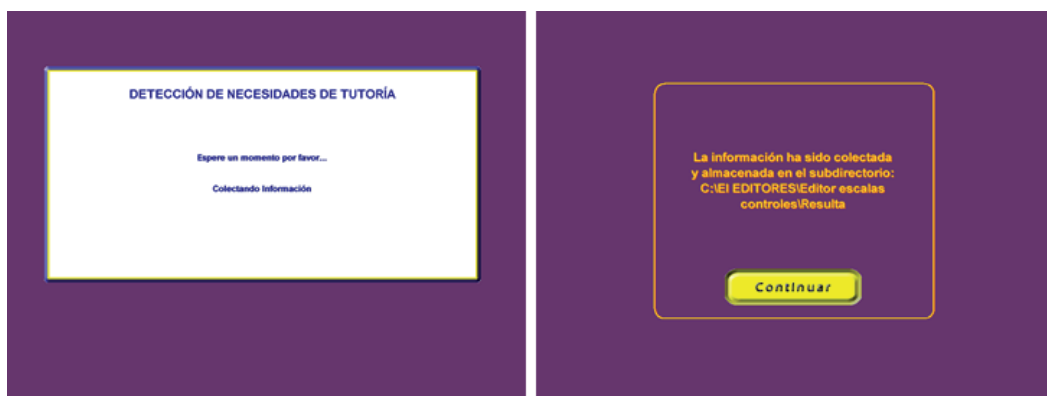 DETECCIÓN DE NECESIDADES DE TUTORÍA
Espere un momento por favor...
Colectando Información
La información ha sido colectada
y almacenada en el subdirectorio:
C:\EI EDITORES\Editor escalas
controles\Resulta
Continuar